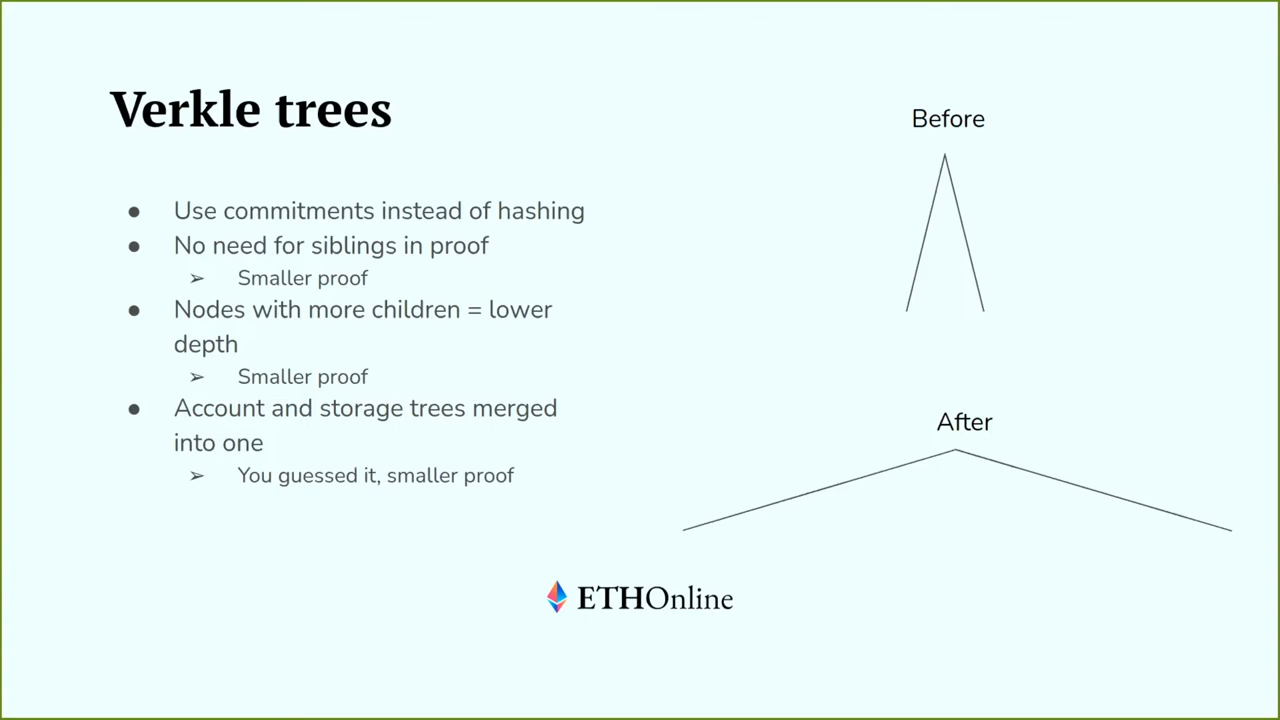 Verkle trees
● Use commitments instead of hashing
● No need for siblings in proof
➢ Smaller proof
● Nodes with more children = lower
depth
➢ Smaller proof
● Account and storage trees merged
into one
➢ You guessed it, smaller proof
Before
After
ETHOnline